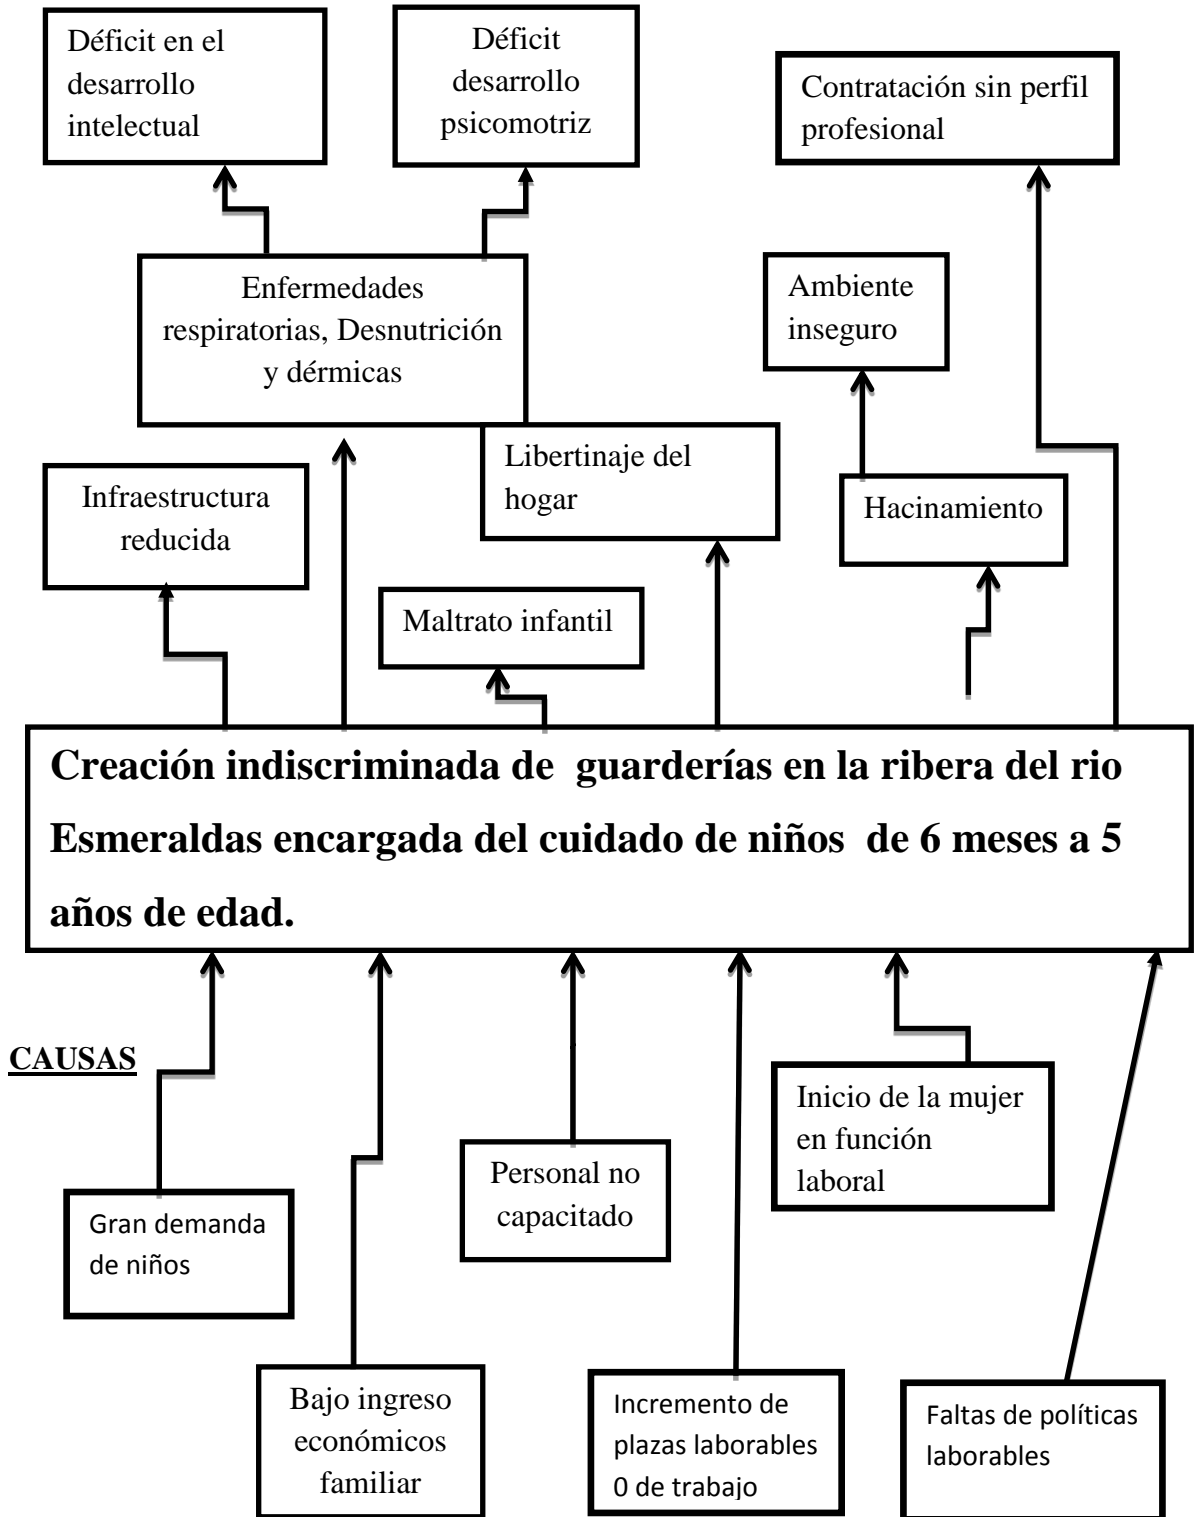 Déficit en el
desarrollo
intelectual
Déficit
desarrollo
psicomotriz
Contratación sin perfil
profesional
Enfermedades
respiratorias, Desnutrición
y dérmicas
Ambiente
inseguro
Libertinaje del
hogar
Infraestructura
reducida
Hacinamiento
Maltrato infantil
Creación indiscriminada de  guarderías en la ribera del rio
Esmeraldas encargada del cuidado de niños  de 6 meses a 5
años de edad.
CAUSAS
Inicio de la mujer
en función
laboral
Personal no
capacitado
Gran demanda
de niños
Bajo ingreso
económicos
familiar
Incremento de
plazas laborables
0 de trabajo
Faltas de políticas
laborables